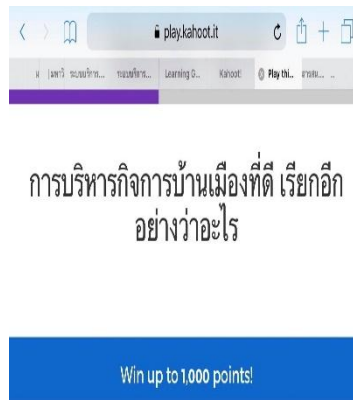 play.kahoot.it
Learning D... Kahoot! Play thi...
การบริหารกิจการบ้านเมืองที่ดี เรียกอีก
อย่างว่าอะไร
Win up to 1,000 points!